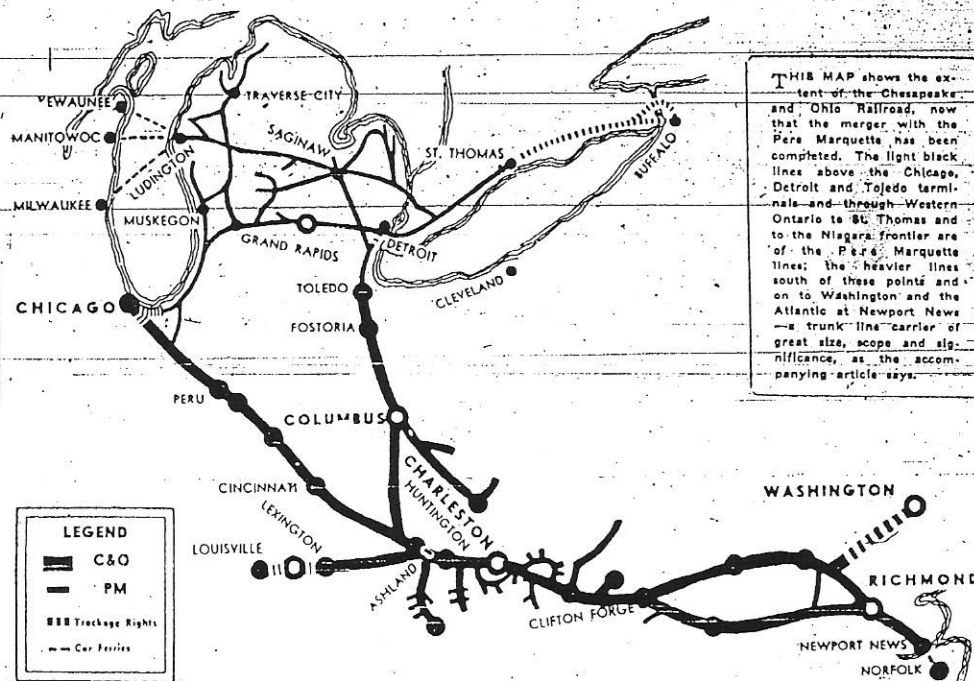 THIS MAP shows the ex-
tent of the Chesapeake
and Ohio Railroad, now
that the merger with the
Pere Marquette has been
completed. The light black
lines above the Chicago,
Detroit and Toledo termi-
nals and through Western
Ontario to St. Thomas and
to the Niagara frontier are
of the Pere Marquette
lines; the heavier lines
south of these points and
on to Washington and the
Atlantic at Newport News
—a trunk line carrier of
great size, scope and sig-
nificance, as the accom-
panying article says.
EWAUNEE
MANITOWOC
MILWAUKEE
LUDINGTON
MUSKEGON
TRAVERSE CITY
SAGINAW
GRAND RAPIDS
DETROIT
ST. THOMAS
BUFFALO
CLEVELAND
CHICAGO
TOLEDO
FOSTORIA
PERU
COLUMBUS
CINCINNATI
LEXINGTON
LOUISVILLE
ASHLAND
HUNTINGTON
CHARLESTON
CLIFTON FORGE
WASHINGTON
RICHMOND
NEWPORT NEWS
NORFOLK
LEGEND
C&O
PM
Trackage Rights
Car Ferries